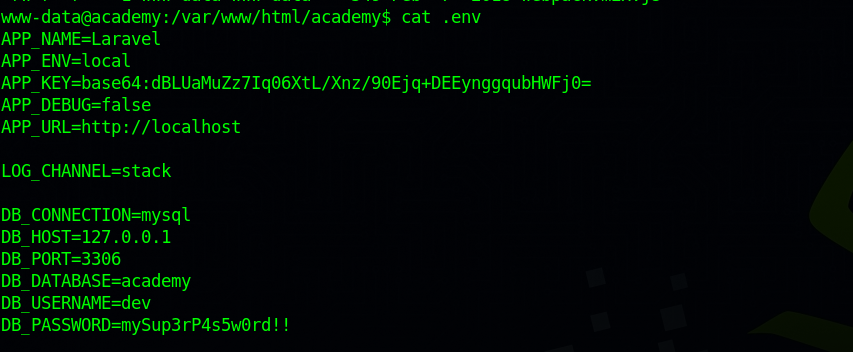 www-data@academy:/var/www/html/academy$ cat .env
APP_NAME=Laravel
APP_ENV=local
APP_KEY=base64:dBLUaMuZz7Iq06XtL/Xnz/90Ejq+DEEynggqubHWFj0=
APP_DEBUG=false
APP_URL=http://localhost
LOG_CHANNEL=stack
DB_CONNECTION=mysql
DB_HOST=127.0.0.1
DB_PORT=3306
DB_DATABASE=academy
DB_USERNAME=dev
DB_PASSWORD=mySup3rP4s5w0rd!!